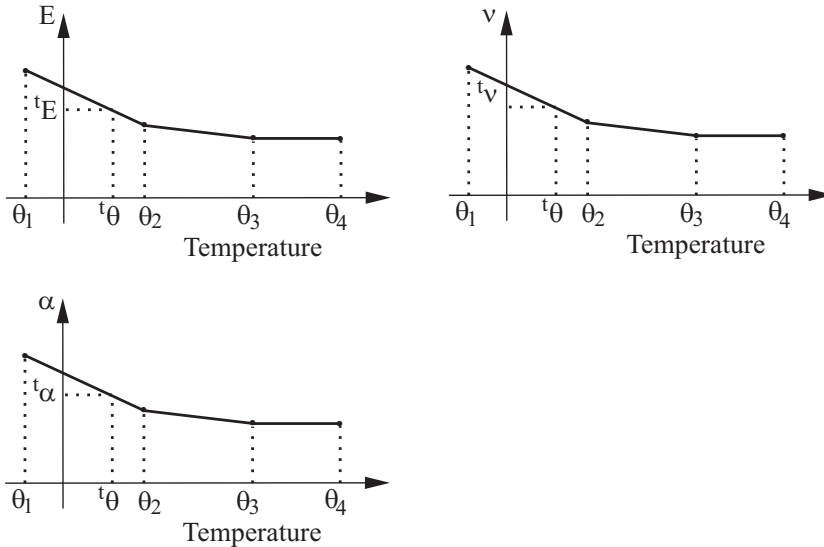 E
ᵗE
θ₁ ᵗθ θ₂ θ₃ θ₄
Temperature
ν
ᵗν
θ₁ ᵗθ θ₂ θ₃ θ₄
Temperature
α
ᵗα
θ₁ ᵗθ θ₂ θ₃ θ₄
Temperature